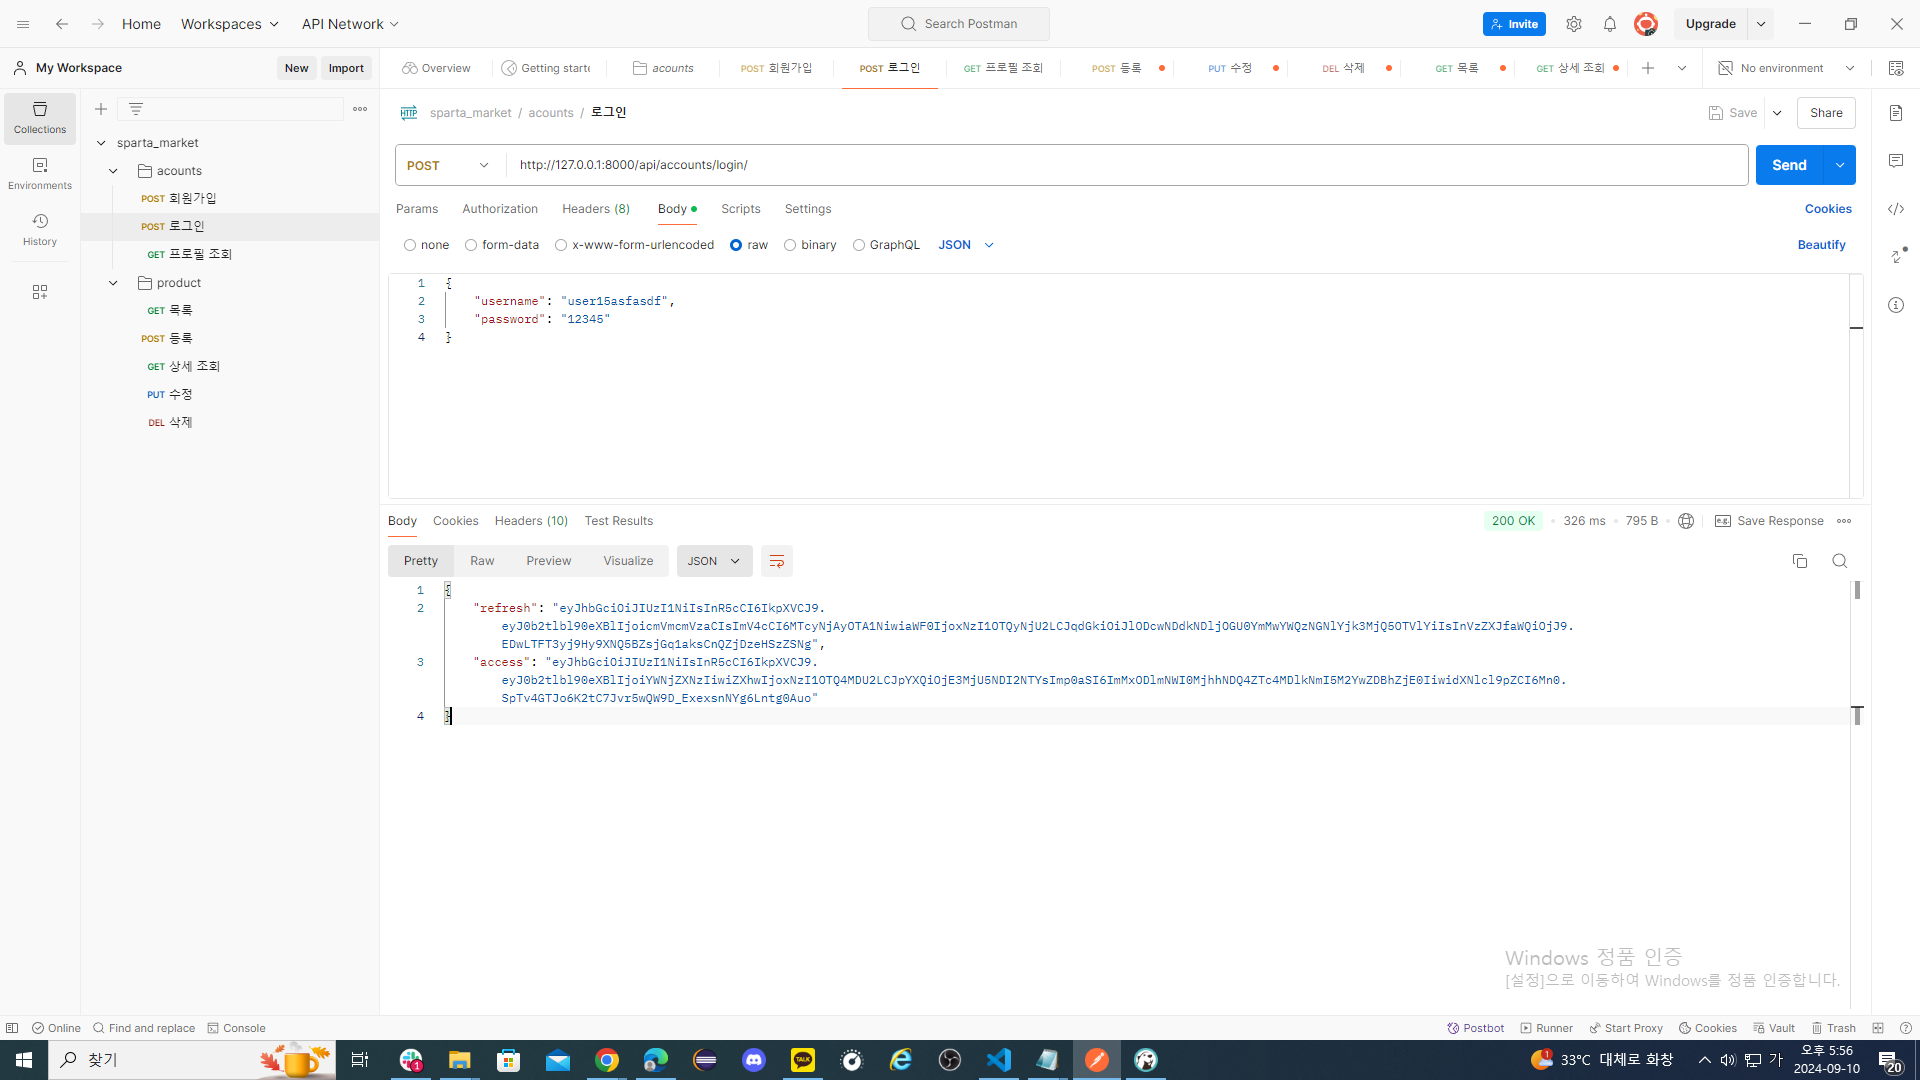 Home
Workspaces
API Network
Search Postman
Invite
Upgrade
My Workspace
New
Import
Overview
Getting starte
acounts
POST 회원가입
POST 로그인
GET 프로필 조회
POST 등록
PUT 수정
DEL 삭제
GET 목록
GET 상세 조회
No environment
Collections
Environments
History
sparta_market
acounts
POST 회원가입
POST 로그인
GET 프로필 조회
product
GET 목록
POST 등록
GET 상세 조회
PUT 수정
DEL 삭제
HTTP sparta_market / acounts / 로그인
Save
Share
POST
http://127.0.0.1:8000/api/accounts/login/
Send
Params
Authorization
Headers (8)
Body
Scripts
Settings
Cookies
none
form-data
x-www-form-urlencoded
raw
binary
GraphQL
JSON
Beautify
1 {
2 "username": "user15asfasdf",
3 "password": "12345"
4 }
Body
Cookies
Headers (10)
Test Results
200 OK
326 ms
795 B
e.g. Save Response
Pretty
Raw
Preview
Visualize
JSON
1 {
2 "refresh": "eyJhbGciOiJIUzI1NiIsInR5cCI6IkpXVCJ9.
eyJ0b2tlbl90eXBlIjoicmVmcmVzaCIsImV4cCI6MTcyNjAyOTA1NiwiaWF0IjoxNzI1OTQyNjU2LCJqdGkiOiJlODcwNDdkNDljOGU0YmMwYWQzNGNlYjk3MjQ5OTVlYiIsInVzZXJfaWQiOjJ9.
EDwLTFT3yj9Hy9XNQ5BZsjGq1aksCnQZjDzeHSzZSNg",
3 "access": "eyJhbGciOiJIUzI1NiIsInR5cCI6IkpXVCJ9.
eyJ0b2tlbl90eXBlIjoiYWNjZXNzIiwiZXhwIjoxNzI1OTQ4MDU2LCJpYXQiOjE3MjU5NDI2NTYsImp0aSI6ImMxODlmNWI0MjhhNDQ4ZTc4MDlkNmI5M2YwZDBhZjE0IiwidXNlcl9pZCI6Mn0.
SpTv4GTJo6K2tC7Jvr5wQW9D_ExexsnNYg6Lntg0Auo"
4 }
Windows 정품 인증
[설정]으로 이동하여 Windows를 정품 인증합니다.
Online
Find and replace
Console
Postbot
Runner
Start Proxy
Cookies
Vault
Trash
찾기
1
TALK
1
33°C 대체로 화창
가
오후 5:56
2024-09-10
20